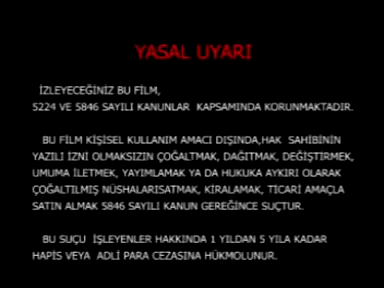 YASAL UYARI
İZLEYECEĞİNİZ BU FİLM,
5224 VE 5846 SAYILI KANUNLAR KAPSAMINDA KORUNMAKTADIR.
BU FİLM KİŞİSEL KULLANIM AMACI DIŞINDA,HAK SAHİBİNİN
YAZILI İZNİ OLMAKSIZIN ÇOĞALTMAK, DAĞITMAK, DEĞİŞTİRMEK,
UMUMA İLETMEK, YAYIMLAMAK YA DA HUKUKA AYKIRI OLARAK
ÇOĞALTILMIŞ NÜSHALARISATMAK, KİRALAMAK, TİCARİ AMAÇLA
SATIN ALMAK 5846 SAYILI KANUN GEREĞİNCE SUÇTUR.
BU SUÇU İŞLEYENLER HAKKINDA 1 YILDAN 5 YILA KADAR
HAPİS VEYA ADLİ PARA CEZASINA HÜKMOLUNUR.